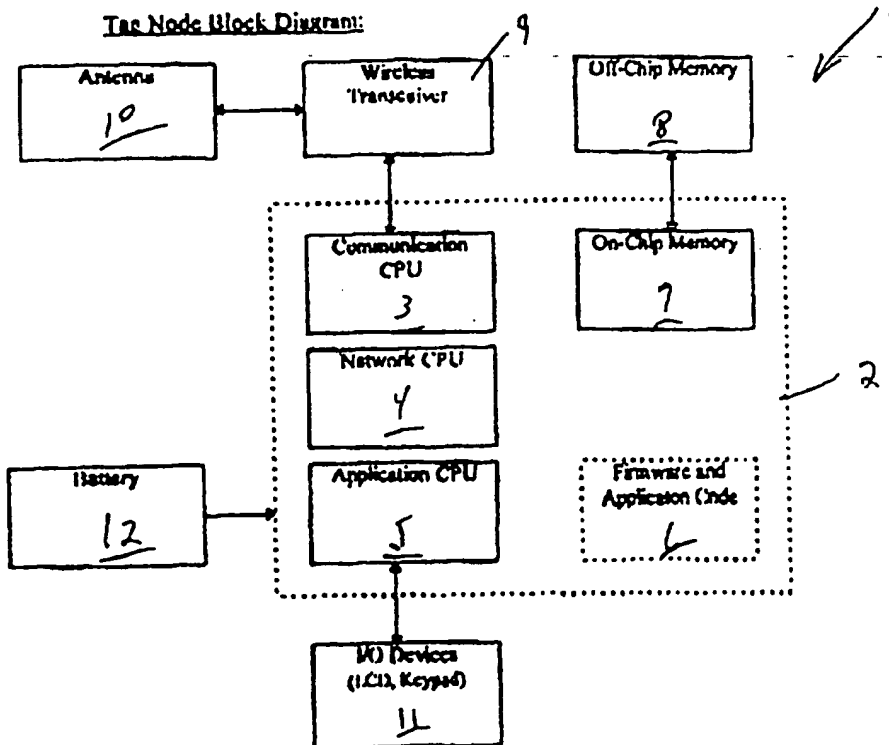 Tag Node Block Diagram:
9
Antenna
10
Wireless
Transceiver
Off-Chip Memory
8
Communication
CPU
3
On-Chip Memory
7
2
Network CPU
4
Battery
12
Application CPU
5
Firmware and
Applicaton Code
6
I/O Devices
(LCD, Keypad)
11